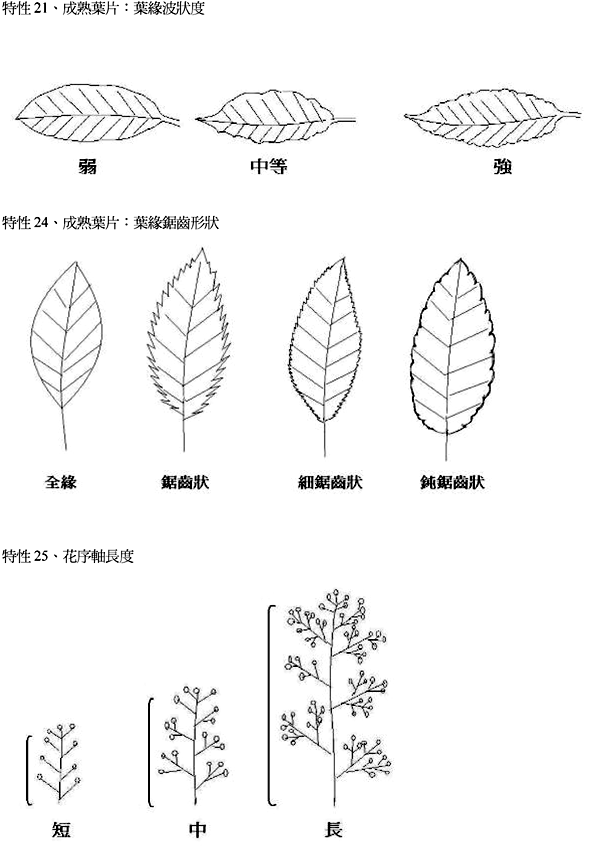 特性 21、成熟葉片：葉緣波狀度
弱 中等 強
特性 24、成熟葉片：葉緣鋸齒形狀
全緣 鋸齒狀 細鋸齒狀 鈍鋸齒狀
特性 25、花序軸長度
短 中 長